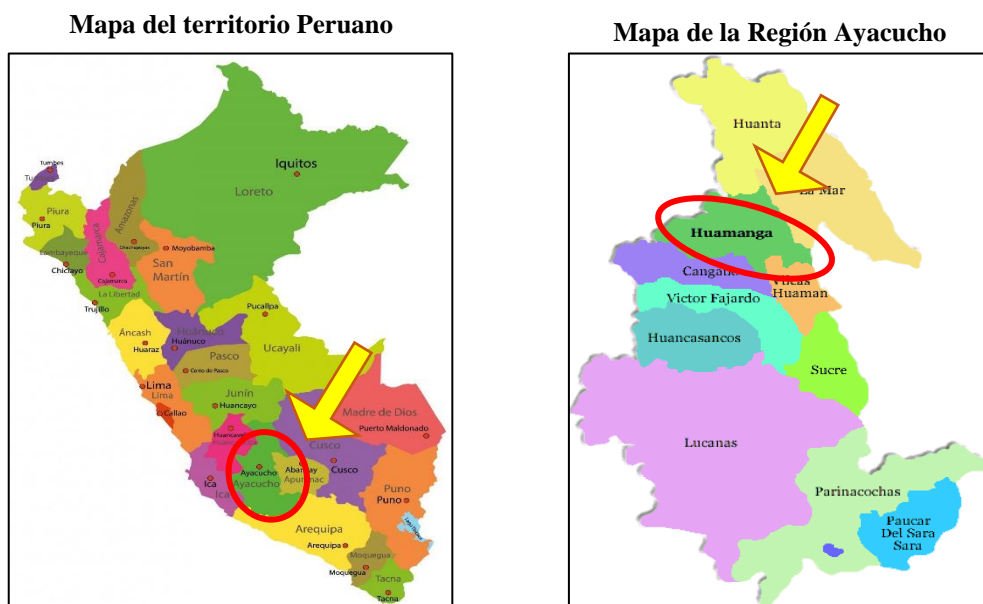 Mapa del territorio Peruano
Tumbes
Tumbes
Piura
Piura
Lambayeque
Chiclayo
Cajamarca
Cajamarca
Amazonas
Chachapoyas
Moyobamba
San
Martín
Iquitos
Loreto
La Libertad
Trujillo
Áncash
Huaraz
Huánuco
Huánuco
Pucallpa
Ucayali
Pasco
Cerro de Pasco
Lima
Lima
Callao
Junín
Huancayo
Madre de Dios
Puerto Maldonado
Cusco
Cusco
Ayacucho
Ayacucho
Abancay
Apurímac
Ica
Ica
Puno
Puno
Arequipa
Arequipa
Moquegua
Moquegua
Tacna
Tacna
Mapa de la Región Ayacucho
Huanta
La Mar
Huamanga
Cangallo
Vilcas
Huaman
Victor Fajardo
Huancasancos
Sucre
Lucanas
Parinacochas
Paucar
Del Sara
Sara